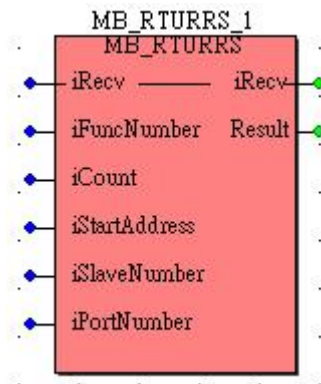 MB_RTURRS_1
MB_RTURRS
iRecv iRecv
iFuncNumber Result
iCount
iStartAddress
iSlaveNumber
iPortNumber